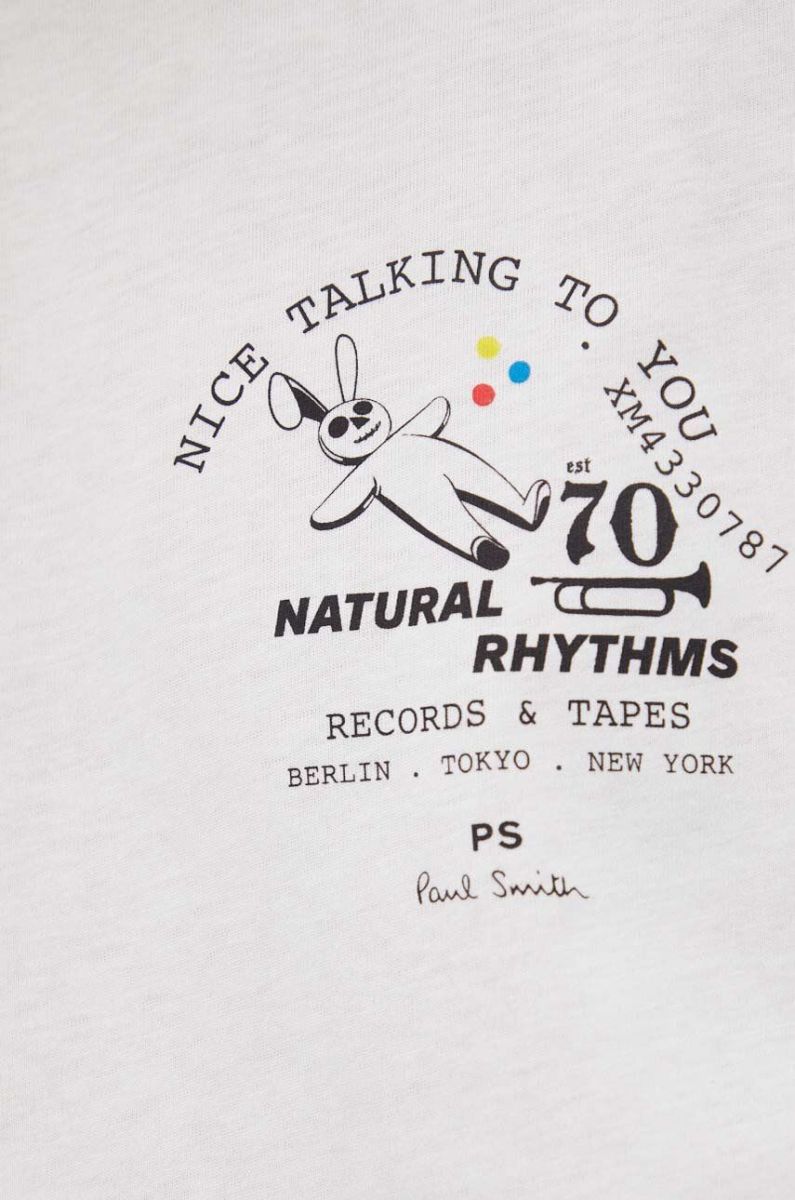 NICE TALKING TO YOU
XM4330787
est
70
NATURAL
RHYTHMS
RECORDS & TAPES
BERLIN . TOKYO . NEW YORK
PS
Paul Smith